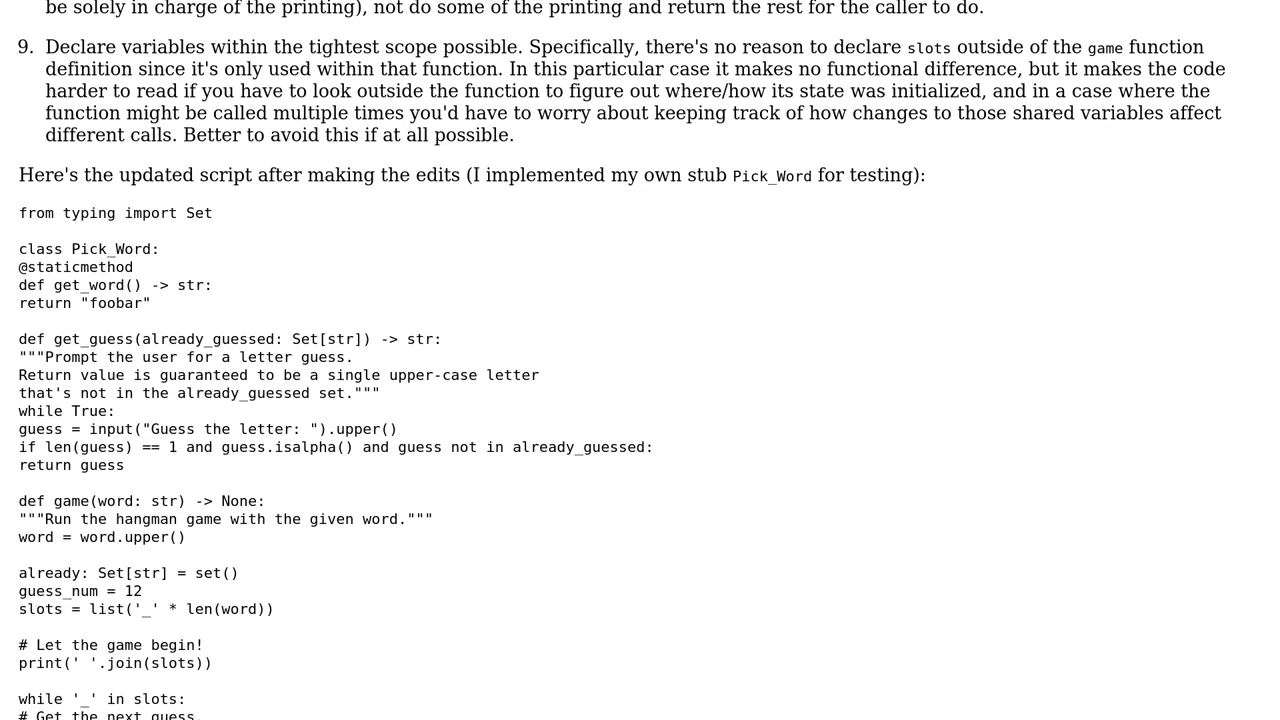 be solely in charge of the printing), not do some of the printing and return the rest for the caller to do.
9. Declare variables within the tightest scope possible. Specifically, there's no reason to declare slots outside of the game function
definition since it's only used within that function. In this particular case it makes no functional difference, but it makes the code
harder to read if you have to look outside the function to figure out where/how its state was initialized, and in a case where the
function might be called multiple times you'd have to worry about keeping track of how changes to those shared variables affect
different calls. Better to avoid this if at all possible.
Here's the updated script after making the edits (I implemented my own stub Pick_Word for testing):
from typing import Set
class Pick_Word:
@staticmethod
def get_word() -> str:
return "foobar"
def get_guess(already_guessed: Set[str]) -> str:
"""Prompt the user for a letter guess.
Return value is guaranteed to be a single upper-case letter
that's not in the already_guessed set."""
while True:
guess = input("Guess the letter: ").upper()
if len(guess) == 1 and guess.isalpha() and guess not in already_guessed:
return guess
def game(word: str) -> None:
"""Run the hangman game with the given word."""
word = word.upper()
already: Set[str] = set()
guess_num = 12
slots = list('_' * len(word))
# Let the game begin!
print(' '.join(slots))
while '_' in slots:
# Get the next guess.